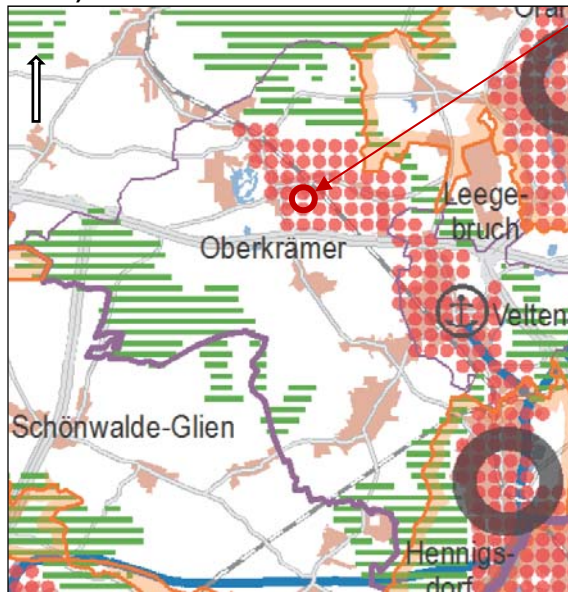 Leege-
bruch
Oberkrämer
Velten
Schönwalde-Glien
Hennigs-
dorf